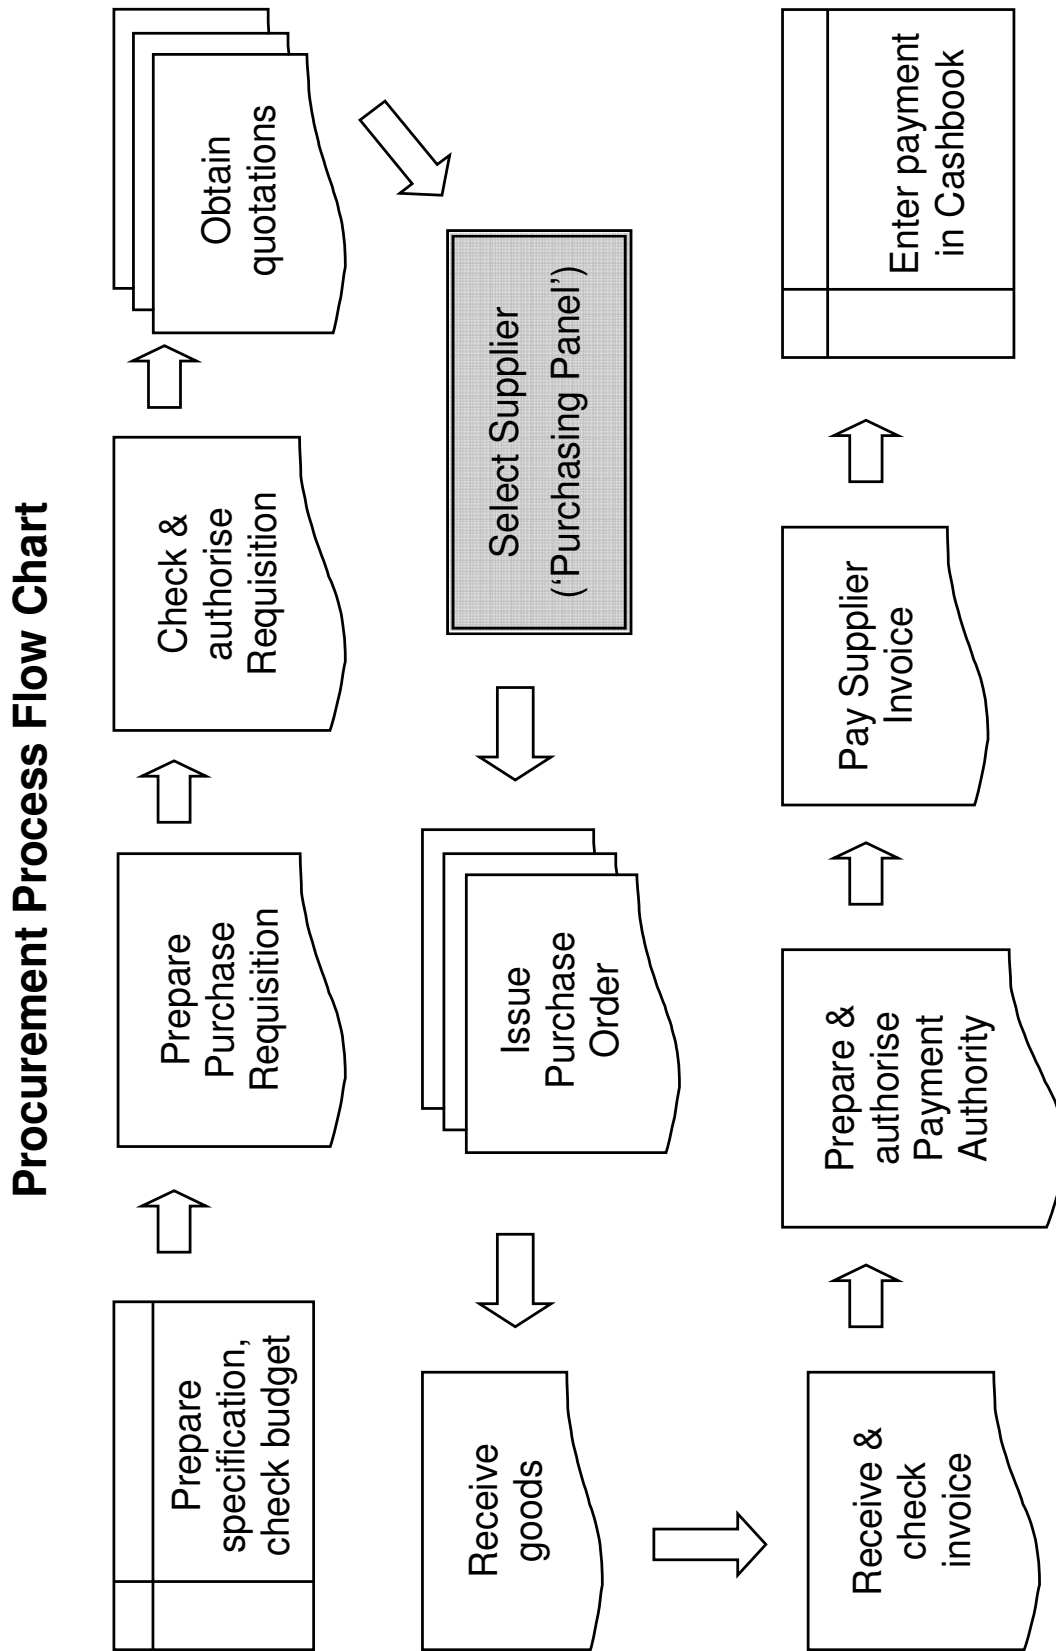 Procurement Process Flow Chart
Prepare
specification,
check budget
Prepare
Purchase
Requisition
Check &
authorise
Requisition
Obtain
quotations
Select Supplier
(‘Purchasing Panel’)
Issue
Purchase
Order
Receive
goods
Receive &
check
invoice
Prepare &
authorise
Payment
Authority
Pay Supplier
Invoice
Enter payment
in Cashbook